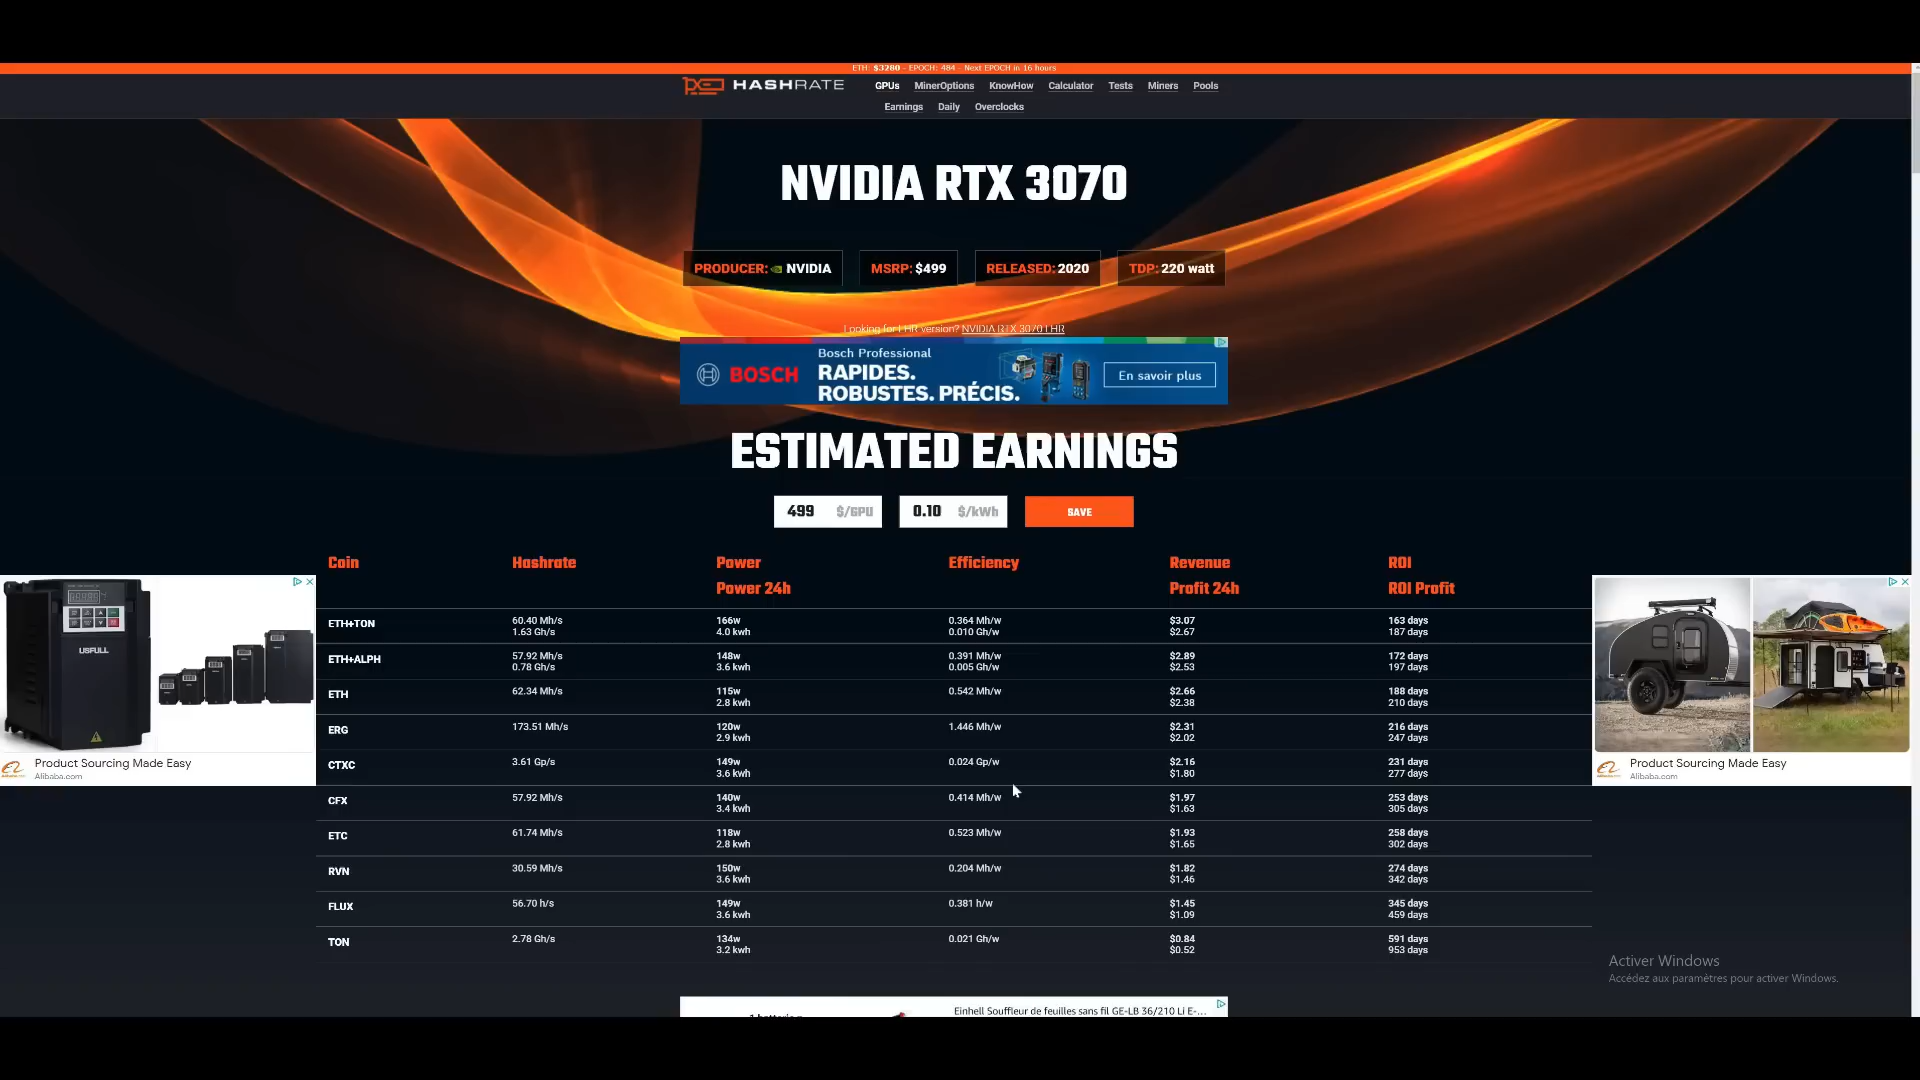 ETH: $3280 - EPOCH: 484 - Next EPOCH in 16 hours
HASHRATE
GPUs MinerOptions KnowHow Calculator Tests Miners Pools
Earnings Daily Overclocks
NVIDIA RTX 3070
PRODUCER: NVIDIA MSRP: $499 RELEASED: 2020 TDP: 220 watt
Looking for LHR version? NVIDIA RTX 3070 LHR
BOSCH
Bosch Professional
RAPIDES.
ROBUSTES. PRÉCIS.
En savoir plus
ESTIMATED EARNINGS
499 $/GPU 0.10 $/kWh SAVE
Coin Hashrate Power Efficiency Revenue ROI
Power 24h Profit 24h ROI Profit
ETH+TON 60.40 Mh/s 166w 0.364 Mh/w $3.07 163 days
1.63 Gh/s 4.0 kwh 0.010 Gh/w $2.67 187 days
ETH+ALPH 57.92 Mh/s 148w 0.391 Mh/w $2.89 172 days
0.78 Gh/s 3.6 kwh 0.005 Gh/w $2.53 197 days
ETH 62.34 Mh/s 115w 0.542 Mh/w $2.66 188 days
2.8 kwh $2.38 210 days
ERG 173.51 Mh/s 120w 1.446 Mh/w $2.31 216 days
2.9 kwh $2.02 247 days
CTXC 3.61 Gp/s 149w 0.024 Gp/w $2.16 231 days
3.6 kwh $1.80 277 days
CFX 57.92 Mh/s 140w 0.414 Mh/w $1.97 253 days
3.4 kwh $1.63 305 days
ETC 61.74 Mh/s 118w 0.523 Mh/w $1.93 258 days
2.8 kwh $1.65 302 days
RVN 30.59 Mh/s 150w 0.204 Mh/w $1.82 274 days
3.6 kwh $1.46 342 days
FLUX 56.70 h/s 149w 0.381 h/w $1.45 345 days
3.6 kwh $1.09 459 days
TON 2.78 Gh/s 134w 0.021 Gh/w $0.84 591 days
3.2 kwh $0.52 953 days
USFULL
Product Sourcing Made Easy
Alibaba.com
Product Sourcing Made Easy
Alibaba.com
Activer Windows
Accédez aux paramètres pour activer Windows.
Einhell Souffleur de feuilles sans fil GE-LB 36/210 Li E-...